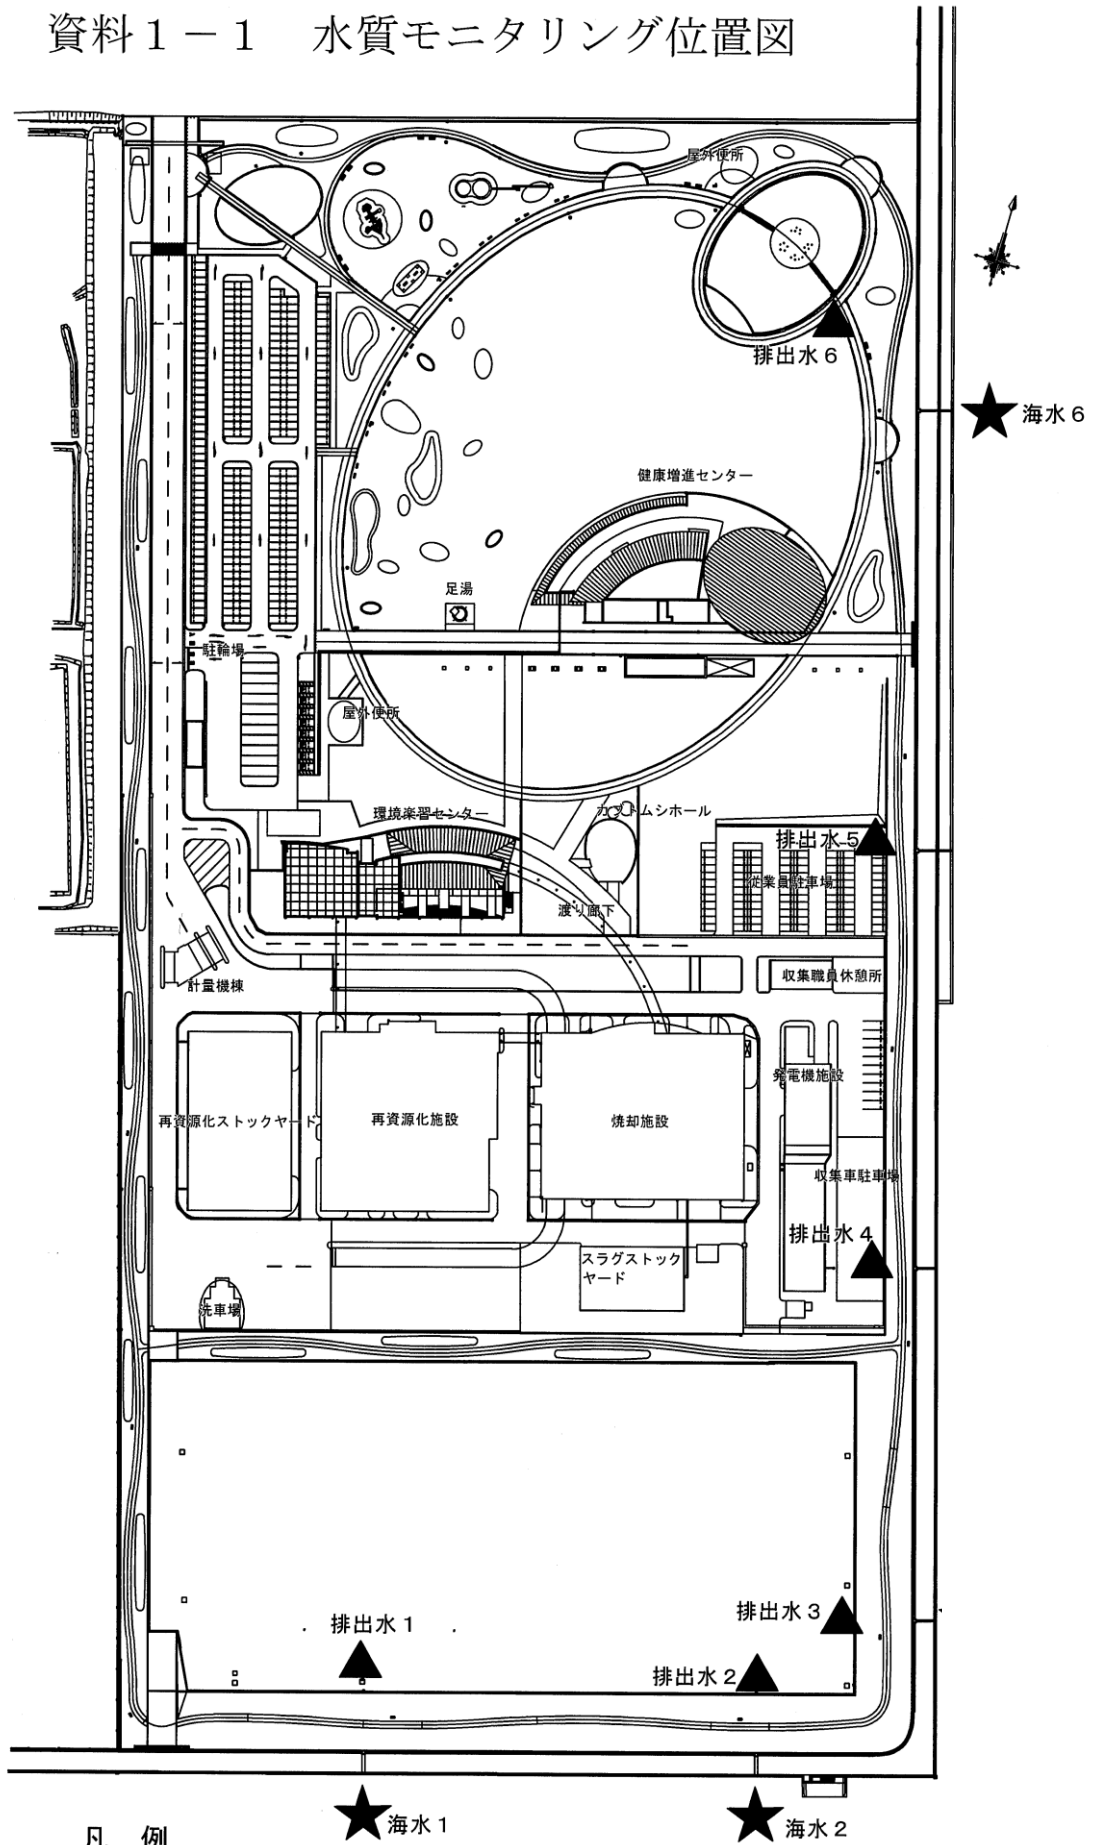 資料１－１　水質モニタリング位置図
屋外便所
排出水６
海水６
健康増進センター
足湯
駐輪場
屋外便所
環境楽習センター
カブトムシホール
排出水５
従業員駐車場
渡り廊下
収集職員休憩所
計量機棟
発電機施設
再資源化ストックヤード
再資源化施設
焼却施設
収集車駐車場
排出水４
スラグストック
ヤード
洗車場
排出水１
排出水３
排出水２
海水１
海水２
凡　例